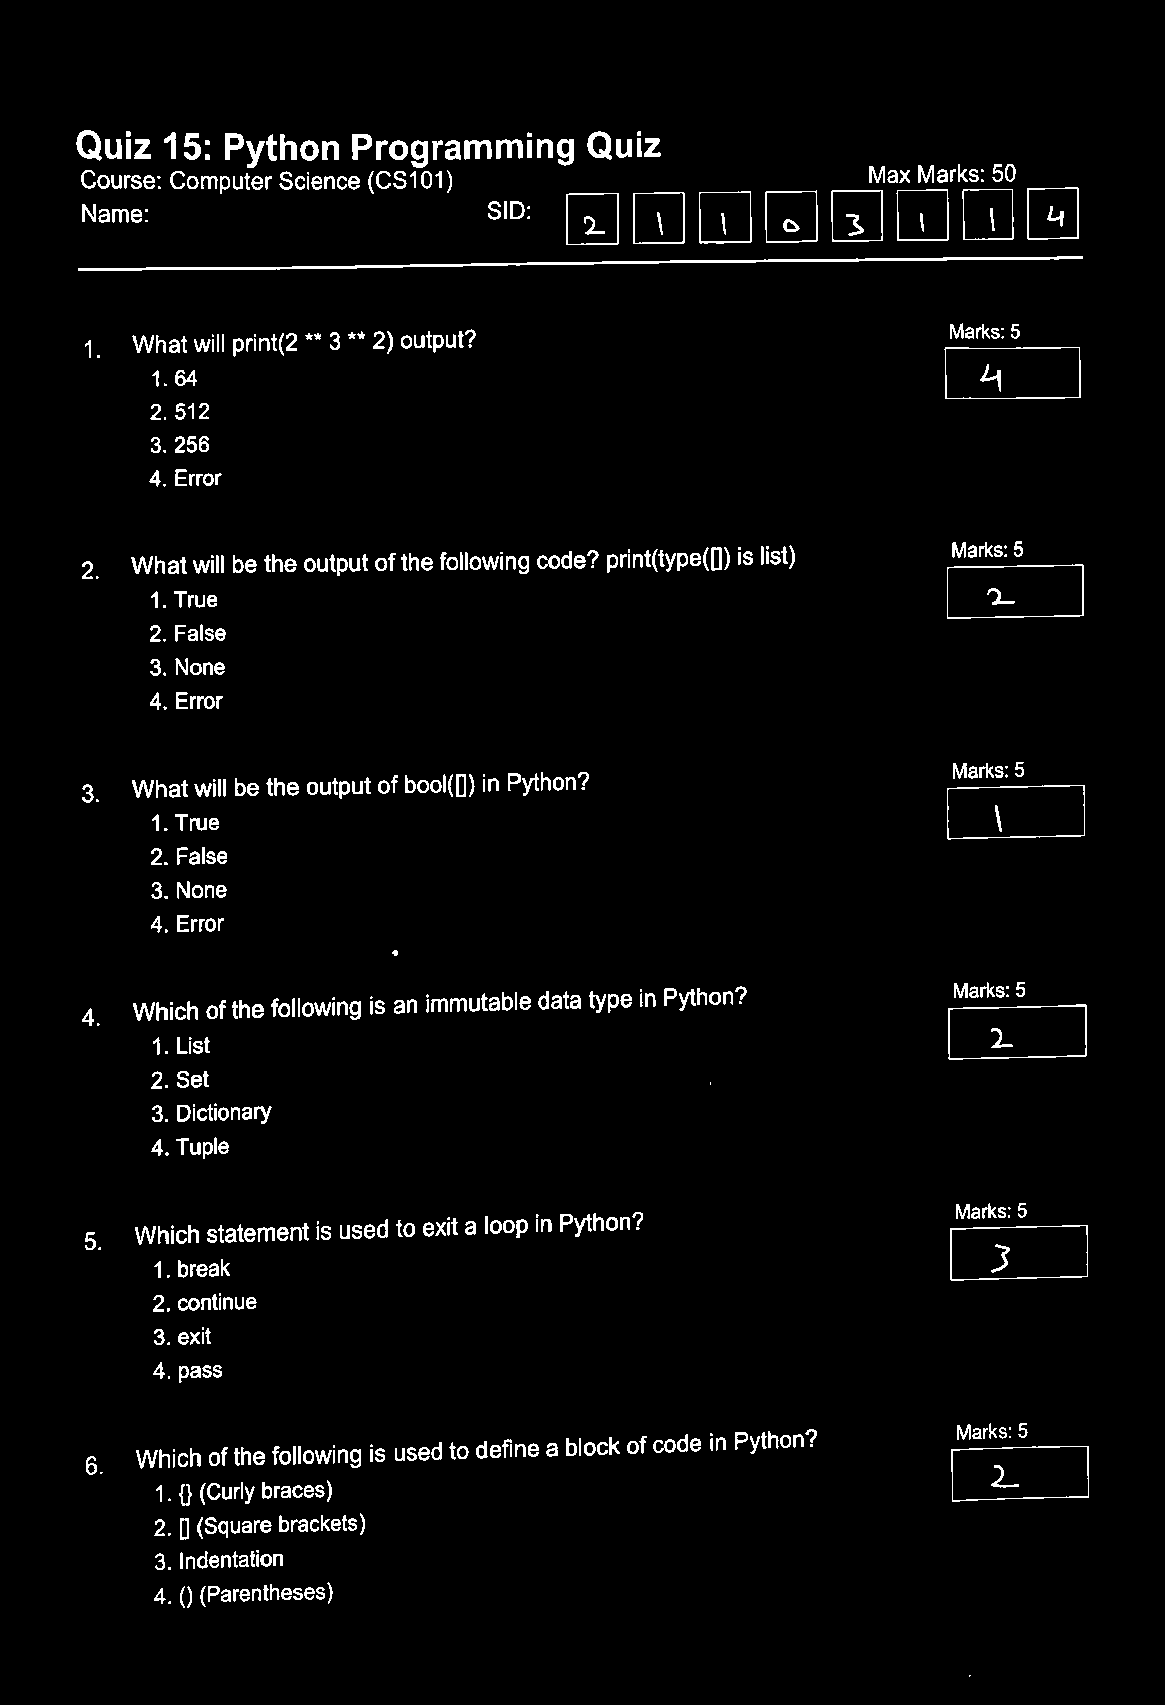 Quiz 15: Python Programming Quiz
Course: Computer Science (CS101) Max Marks: 50
Name: SID: 2 1 1 0 3 1 1 4
1. What will print(2 ** 3 ** 2) output? Marks: 5
1. 64 4
2. 512
3. 256
4. Error
2. What will be the output of the following code? print(type([]) is list) Marks: 5
1. True 2
2. False
3. None
4. Error
3. What will be the output of bool([]) in Python? Marks: 5
1. True 1
2. False
3. None
4. Error
4. Which of the following is an immutable data type in Python? Marks: 5
1. List 2
2. Set
3. Dictionary
4. Tuple
5. Which statement is used to exit a loop in Python? Marks: 5
1. break 3
2. continue
3. exit
4. pass
6. Which of the following is used to define a block of code in Python? Marks: 5
1. {} (Curly braces) 2
2. [] (Square brackets)
3. Indentation
4. () (Parentheses)